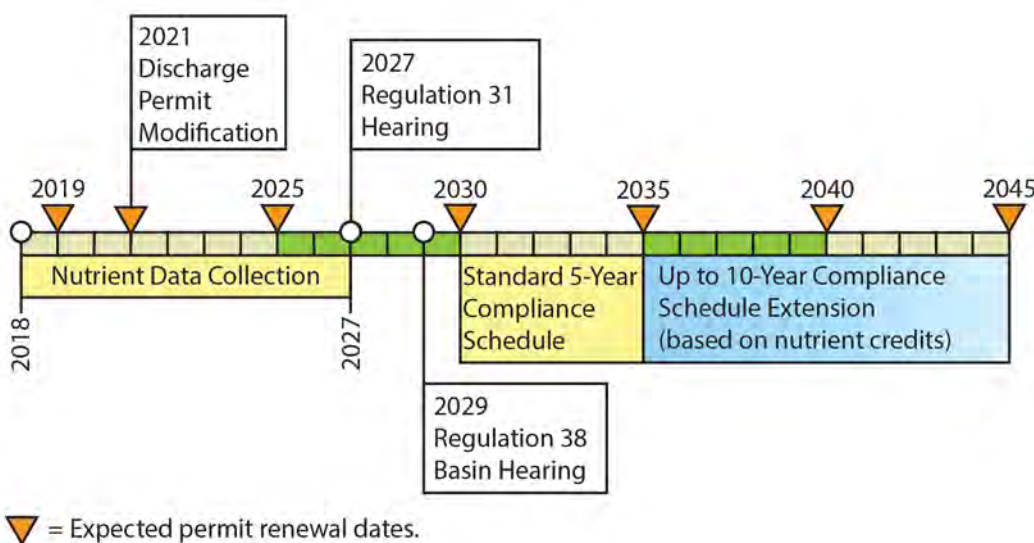 2021
Discharge
Permit
Modification
2027
Regulation 31
Hearing
2019
2025
2030
2035
2040
2045
Nutrient Data Collection
Standard 5-Year
Compliance
Schedule
Up to 10-Year Compliance
Schedule Extension
(based on nutrient credits)
2018
2027
2029
Regulation 38
Basin Hearing
= Expected permit renewal dates.